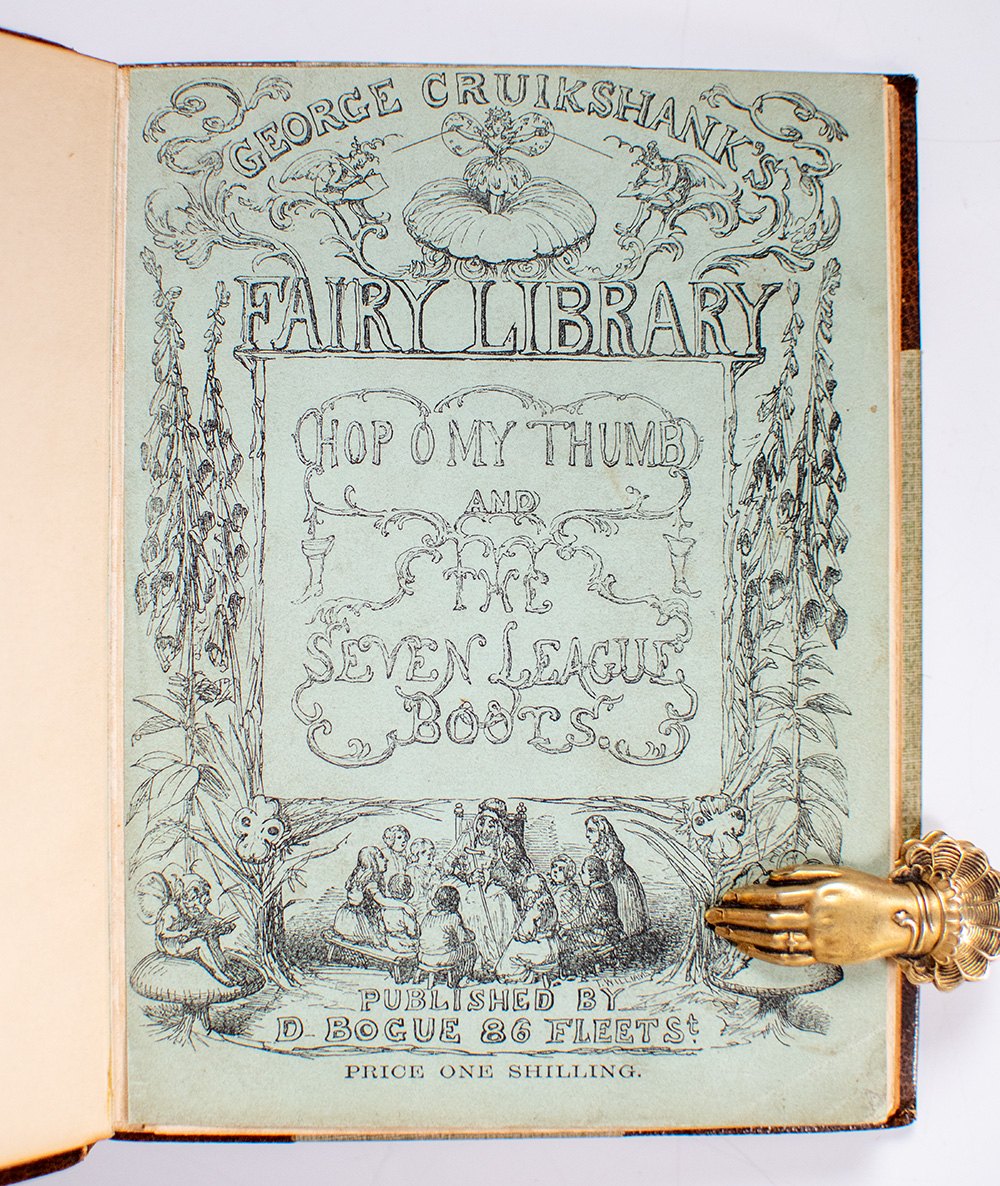 GEORGE CRUIKSHANK'S
FAIRY LIBRARY
HOP O MY THUMB
AND
THE
SEVEN LEAGUE
BOOTS.
T. WILLIAMS
PUBLISHED BY
D BOGUE 86 FLEET St
PRICE ONE SHILLING.